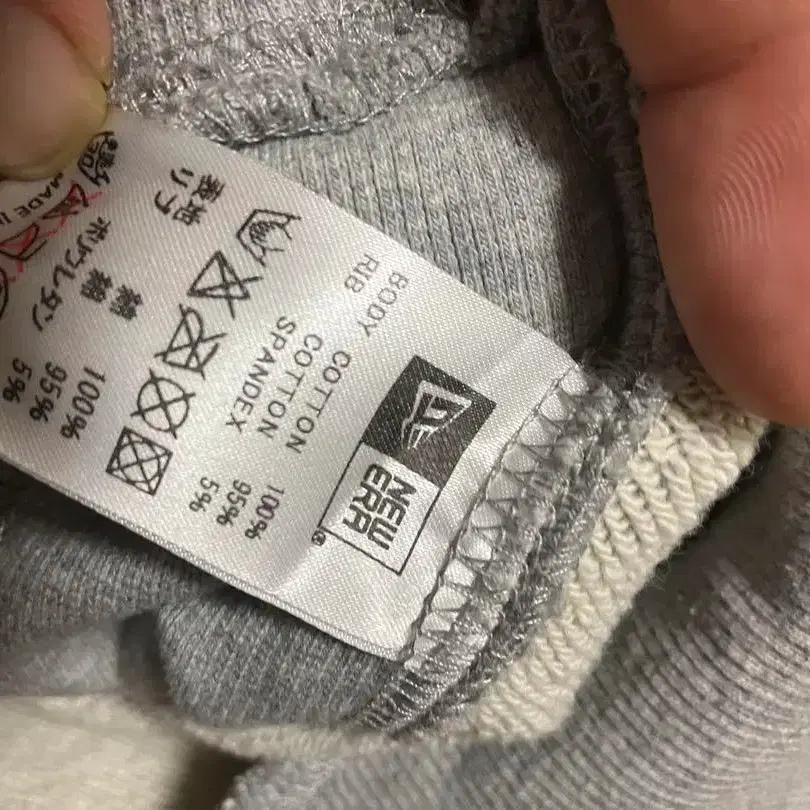 NEW
ERA
®
BODY COTTON 100%
RIB COTTON 95%
SPANDEX 5%
表地 綿 100%
リブ 綿 95%
ポリウレタン 5%
MADE I